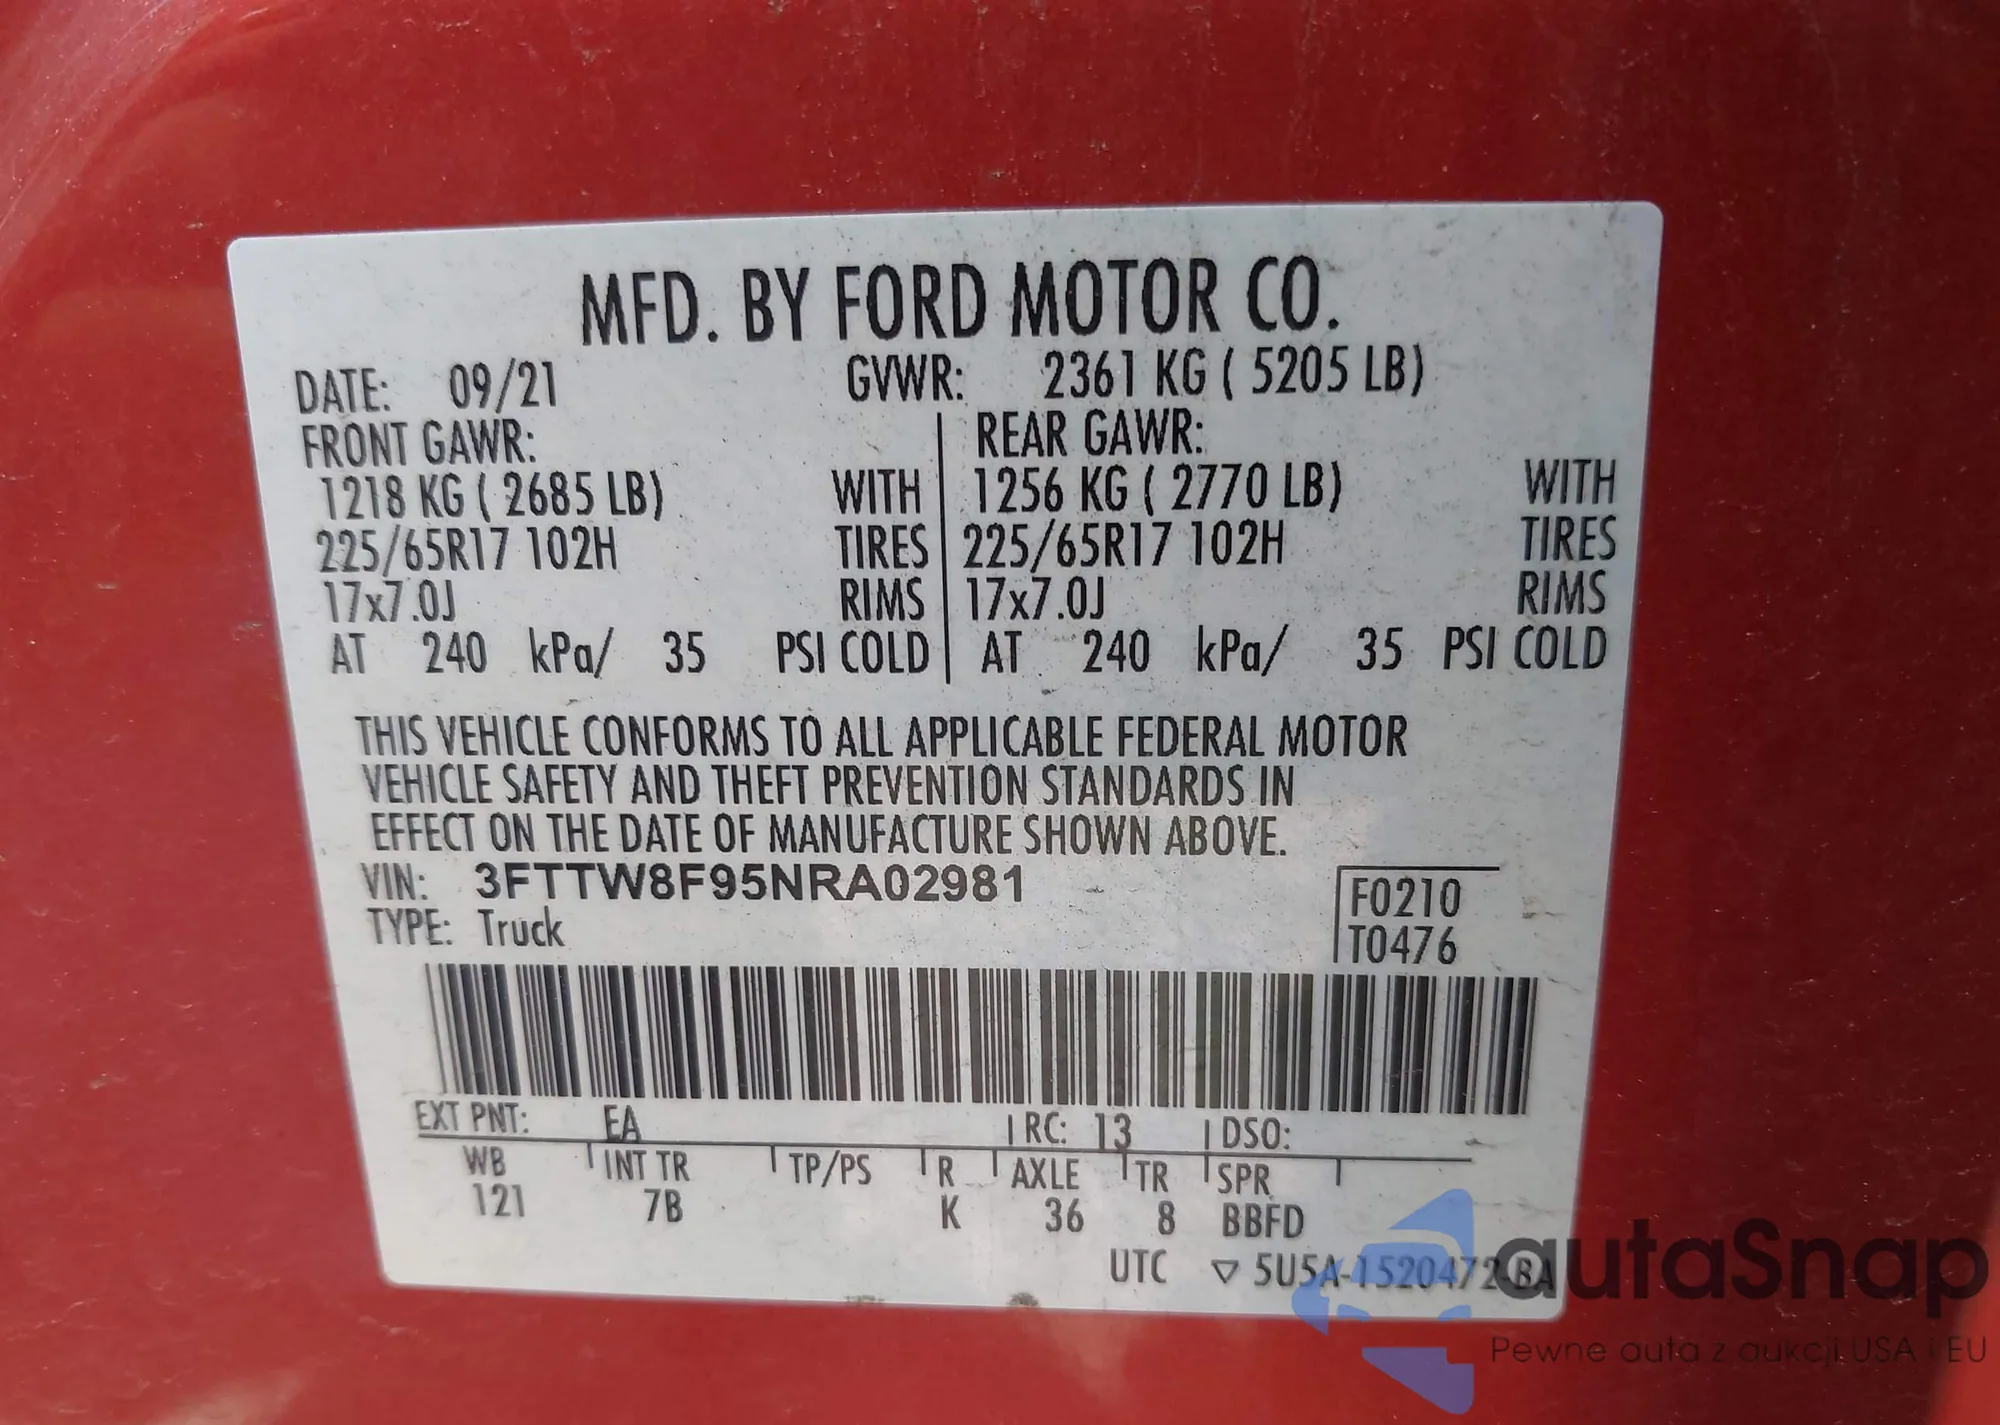 MFD. BY FORD MOTOR CO.
DATE: 09/21 GVWR: 2361 KG ( 5205 LB)
FRONT GAWR: REAR GAWR:
1218 KG ( 2685 LB) WITH 1256 KG ( 2770 LB) WITH
225/65R17 102H TIRES 225/65R17 102H TIRES
17x7.0J RIMS 17x7.0J RIMS
AT 240 kPa/ 35 PSI COLD AT 240 kPa/ 35 PSI COLD
THIS VEHICLE CONFORMS TO ALL APPLICABLE FEDERAL MOTOR
VEHICLE SAFETY AND THEFT PREVENTION STANDARDS IN
EFFECT ON THE DATE OF MANUFACTURE SHOWN ABOVE.
VIN: 3FTTW8F95NRA02981 F0210
TYPE: Truck T0476
EXT PNT: EA RC: 13 DSO:
WB INT TR TP/PS R AXLE TR SPR
121 7B K 36 8 BBFD
UTC ▽ 5U5A-1520472-BA
autaSnap
Pewne auta z aukcji USA i EU